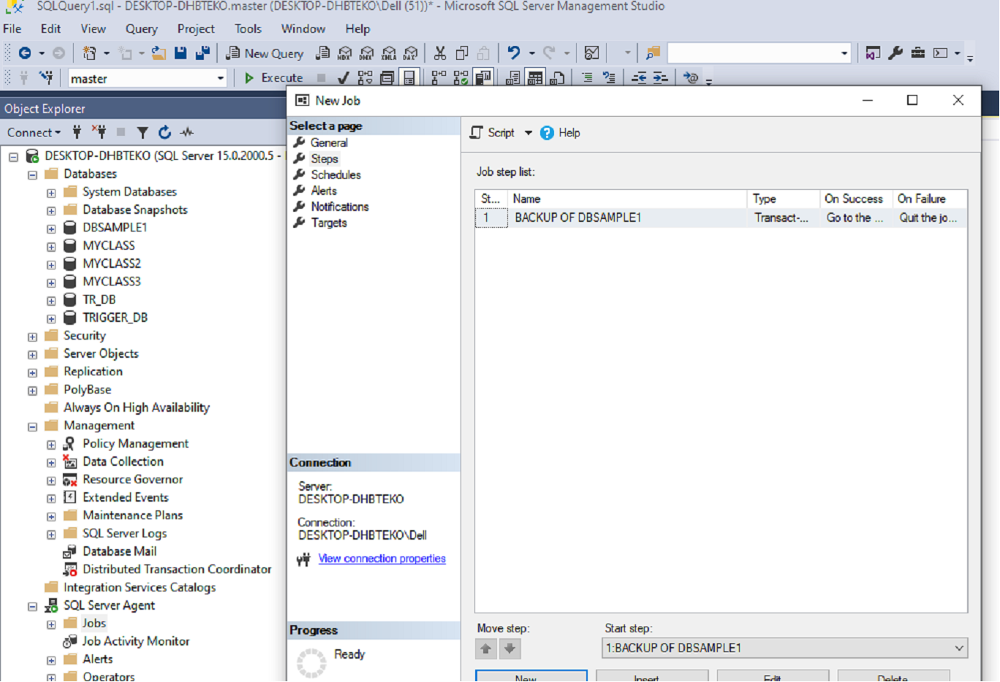 SQLQuery1.sql - DESKTOP-DHBTEKO.master (DESKTOP-DHBTEKO\Dell (51))* - Microsoft SQL Server Management Studio
File Edit View Query Project Tools Window Help
New Query MDX DMX XMLA DAX
master Execute
Object Explorer
Connect
DESKTOP-DHBTEKO (SQL Server 15.0.2000.5 -
Databases
System Databases
Database Snapshots
DBSAMPLE1
MYCLASS
MYCLASS2
MYCLASS3
TR_DB
TRIGGER_DB
Security
Server Objects
Replication
PolyBase
Always On High Availability
Management
Policy Management
Data Collection
Resource Governor
Extended Events
Maintenance Plans
SQL Server Logs
Database Mail
Distributed Transaction Coordinator
Integration Services Catalogs
SQL Server Agent
Jobs
Job Activity Monitor
Alerts
Operators
New Job
Select a page
General
Steps
Schedules
Alerts
Notifications
Targets
Connection
Server:
DESKTOP-DHBTEKO
Connection:
DESKTOP-DHBTEKO\Dell
View connection properties
Progress
Ready
Script Help
Job step list:
St... Name Type On Success On Failure
1 BACKUP OF DBSAMPLE1 Transact-... Go to the ... Quit the jo...
Move step: Start step:
1:BACKUP OF DBSAMPLE1
New Insert Edit Delete